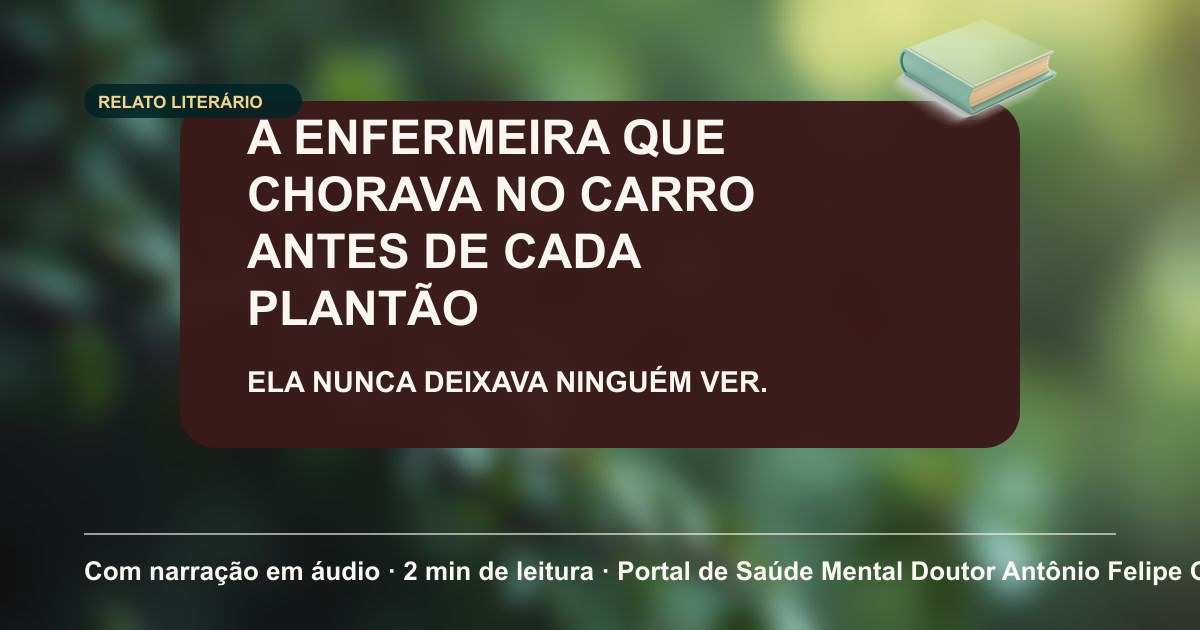 RELATO LITERÁRIO
A ENFERMEIRA QUE
CHORAVA NO CARRO
ANTES DE CADA
PLANTÃO
ELA NUNCA DEIXAVA NINGUÉM VER.
Com narração em áudio · 2 min de leitura · Portal de Saúde Mental Doutor Antônio Felipe